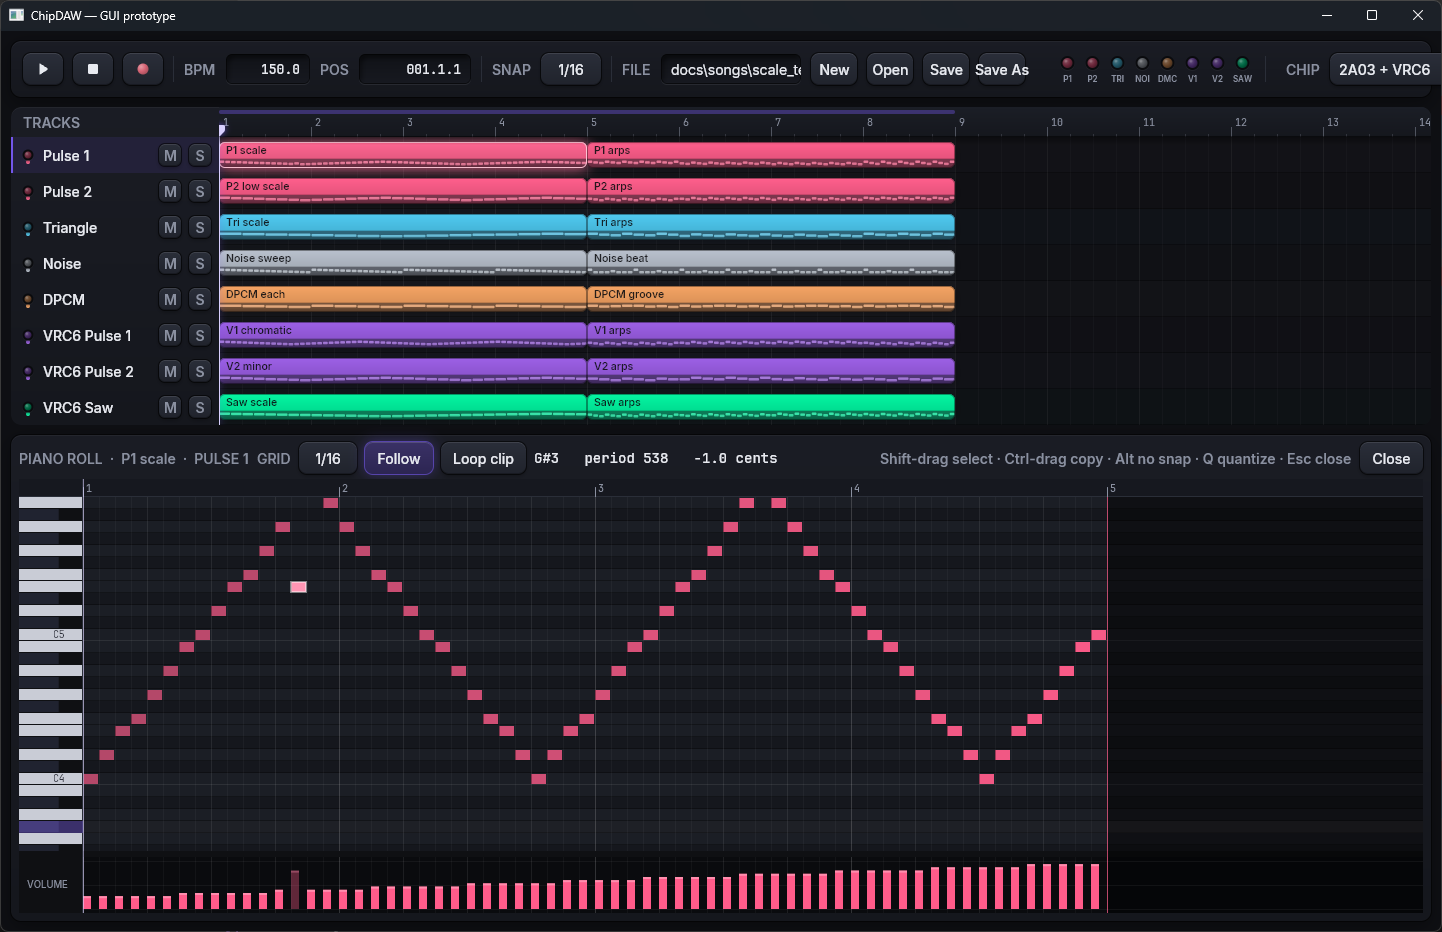 ChipDAW — GUI prototype
BPM 150.0 POS 001.1.1 SNAP 1/16 FILE docs\songs\scale_te New Open Save Save As P1 P2 TRI NOI DMC V1 V2 SAW CHIP 2A03 + VRC6
TRACKS 1 2 3 4 5 6 7 8 9 10 11 12 13 14
Pulse 1 M S P1 scale P1 arps
Pulse 2 M S P2 low scale P2 arps
Triangle M S Tri scale Tri arps
Noise M S Noise sweep Noise beat
DPCM M S DPCM each DPCM groove
VRC6 Pulse 1 M S V1 chromatic V1 arps
VRC6 Pulse 2 M S V2 minor V2 arps
VRC6 Saw M S Saw scale Saw arps
PIANO ROLL · P1 scale · PULSE 1 GRID 1/16 Follow Loop clip G#3 period 538 -1.0 cents Shift-drag select · Ctrl-drag copy · Alt no snap · Q quantize · Esc close Close
1 2 3 4 5
C5
C4
VOLUME